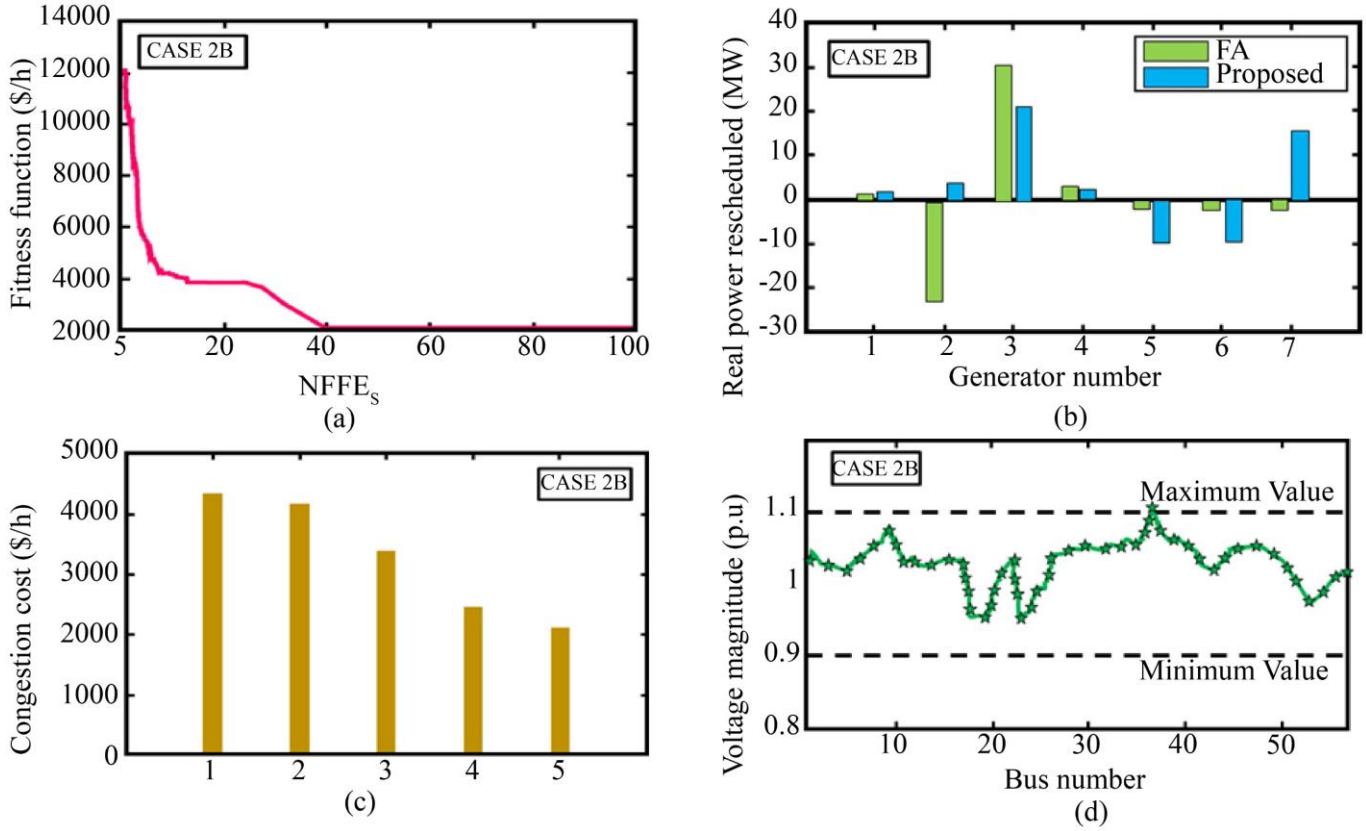 14000
12000
10000
8000
6000
4000
2000
Fitness function ($/h)
CASE 2B
5 20 40 60 80 100
NFFES
(a)
40
30
20
10
0
-10
-20
-30
Real power rescheduled (MW)
CASE 2B
FA
Proposed
1 2 3 4 5 6 7
Generator number
(b)
5000
4000
3000
2000
1000
0
Congestion cost ($/h)
CASE 2B
1 2 3 4 5
(c)
1.1
1
0.9
0.8
Voltage magnitude (p.u)
CASE 2B
Maximum Value
Minimum Value
10 20 30 40 50
Bus number
(d)